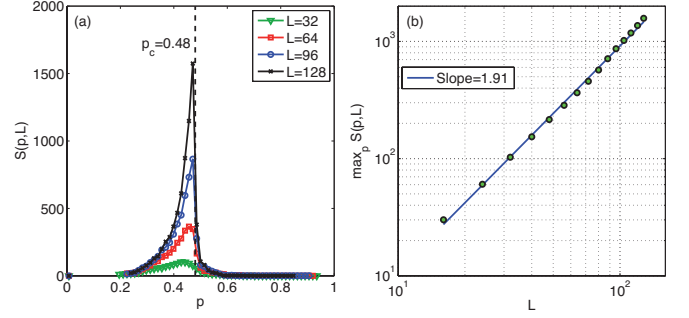 (a)
p_c=0.48
L=32
L=64
L=96
L=128
2000
1500
1000
500
0
S(p,L)
0 0.2 0.4 0.6 0.8 1
p
(b)
Slope=1.91
10^3
10^2
10^1
max_p S(p,L)
10^1 10^2
L